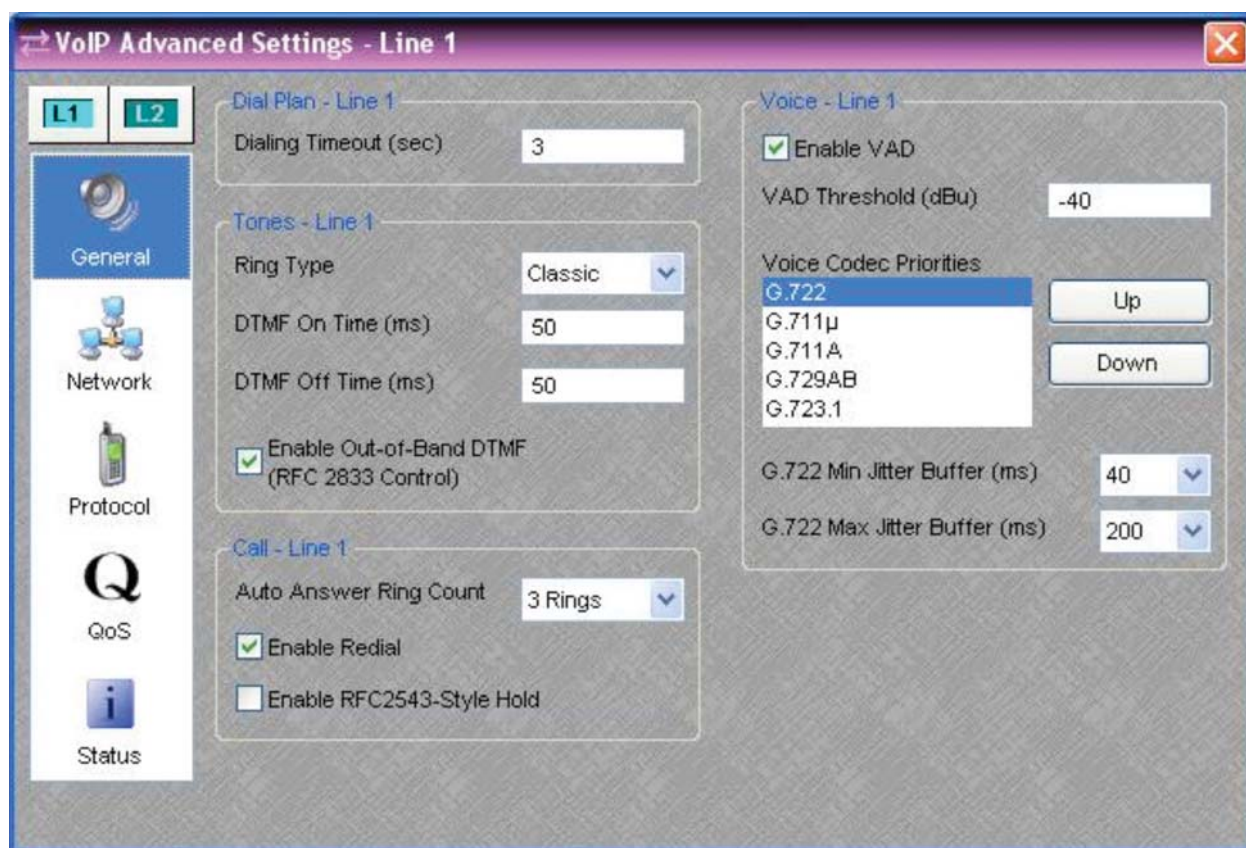 VoIP Advanced Settings - Line 1
L1 L2
General
Network
Protocol
Q
QoS
i
Status
Dial Plan - Line 1
Dialing Timeout (sec) 3
Tones - Line 1
Ring Type Classic
DTMF On Time (ms) 50
DTMF Off Time (ms) 50
Enable Out-of-Band DTMF
(RFC 2833 Control)
Call - Line 1
Auto Answer Ring Count 3 Rings
Enable Redial
Enable RFC2543-Style Hold
Voice - Line 1
Enable VAD
VAD Threshold (dBu) -40
Voice Codec Priorities
G.722
G.711µ
G.711A
G.729AB
G.723.1
Up
Down
G.722 Min Jitter Buffer (ms) 40
G.722 Max Jitter Buffer (ms) 200